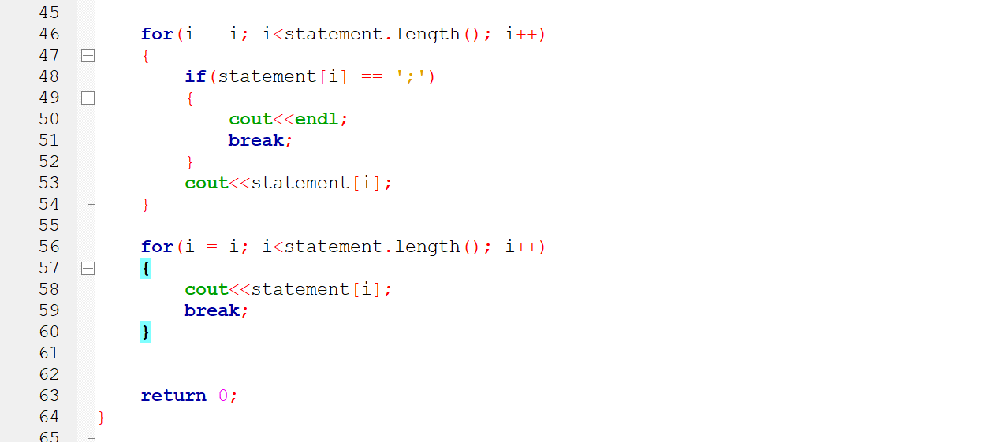 45
46 for(i = i; i<statement.length(); i++)
47 {
48 if(statement[i] == ';')
49 {
50 cout<<endl;
51 break;
52 }
53 cout<<statement[i];
54 }
55
56 for(i = i; i<statement.length(); i++)
57 {
58 cout<<statement[i];
59 break;
60 }
61
62
63 return 0;
64 }
65